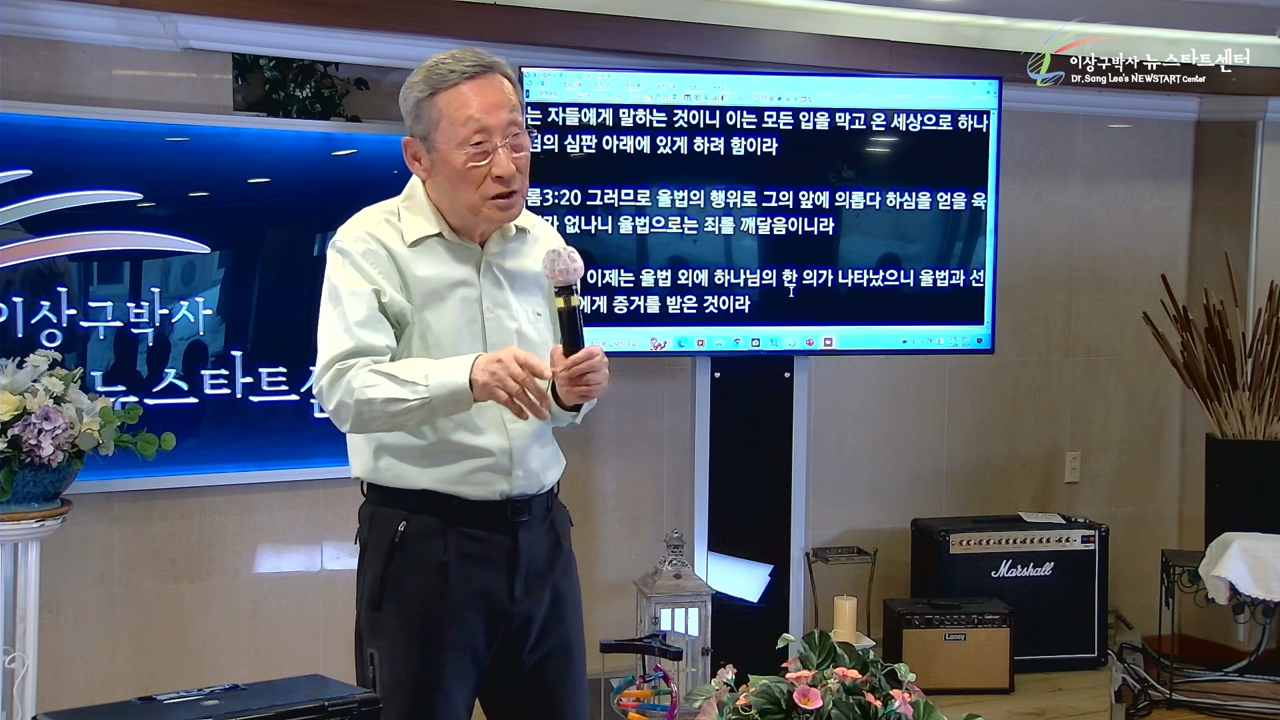 이상구박사 뉴스타트센터
Dr. Sang Lee's NEWSTART Center
는 자들에게 말하는 것이니 이는 모든 입을 막고 온 세상으로 하나
의 심판 아래에 있게 하려 함이라
롬3:20 그러므로 율법의 행위로 그의 앞에 의롭다 하심을 얻을 육
없나니 율법으로는 죄를 깨달음이니라
이제는 율법 외에 하나님의 한 의가 나타났으니 율법과 선
에게 증거를 받은 것이라
이상구박사
뉴스타트센
Marshall
Laney